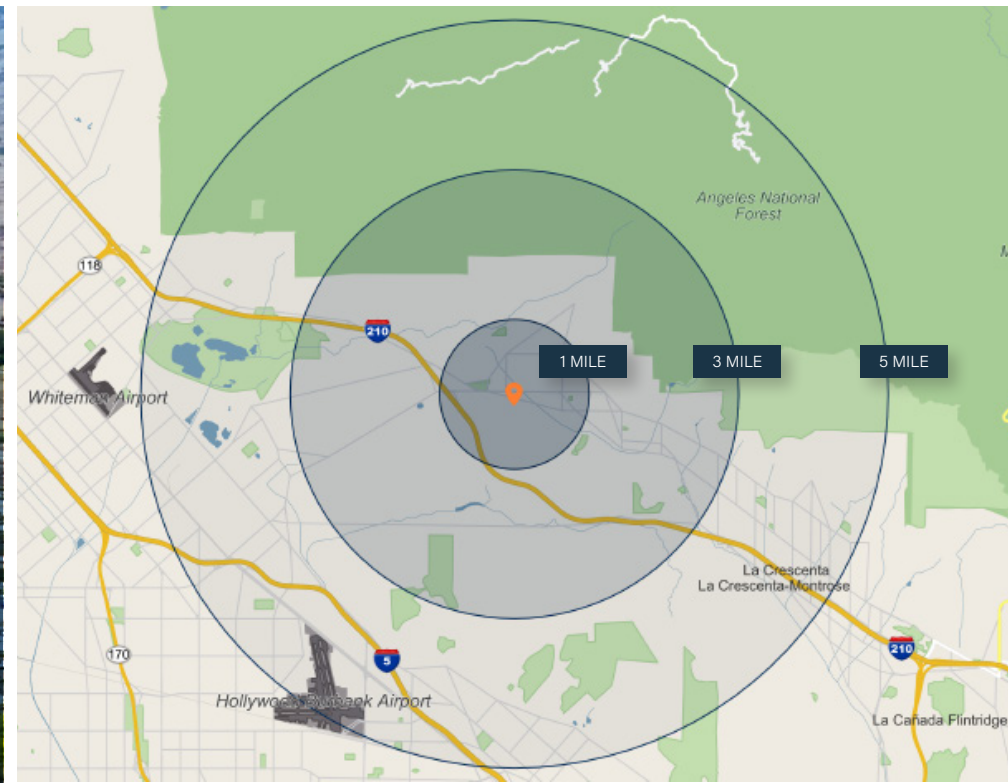 Angeles National
Forest
118
210
1 MILE
3 MILE
5 MILE
Whiteman Airport
La Crescenta
La Crescenta-Montrose
170
5
210
Hollywood Burbank Airport
La Cañada Flintridge